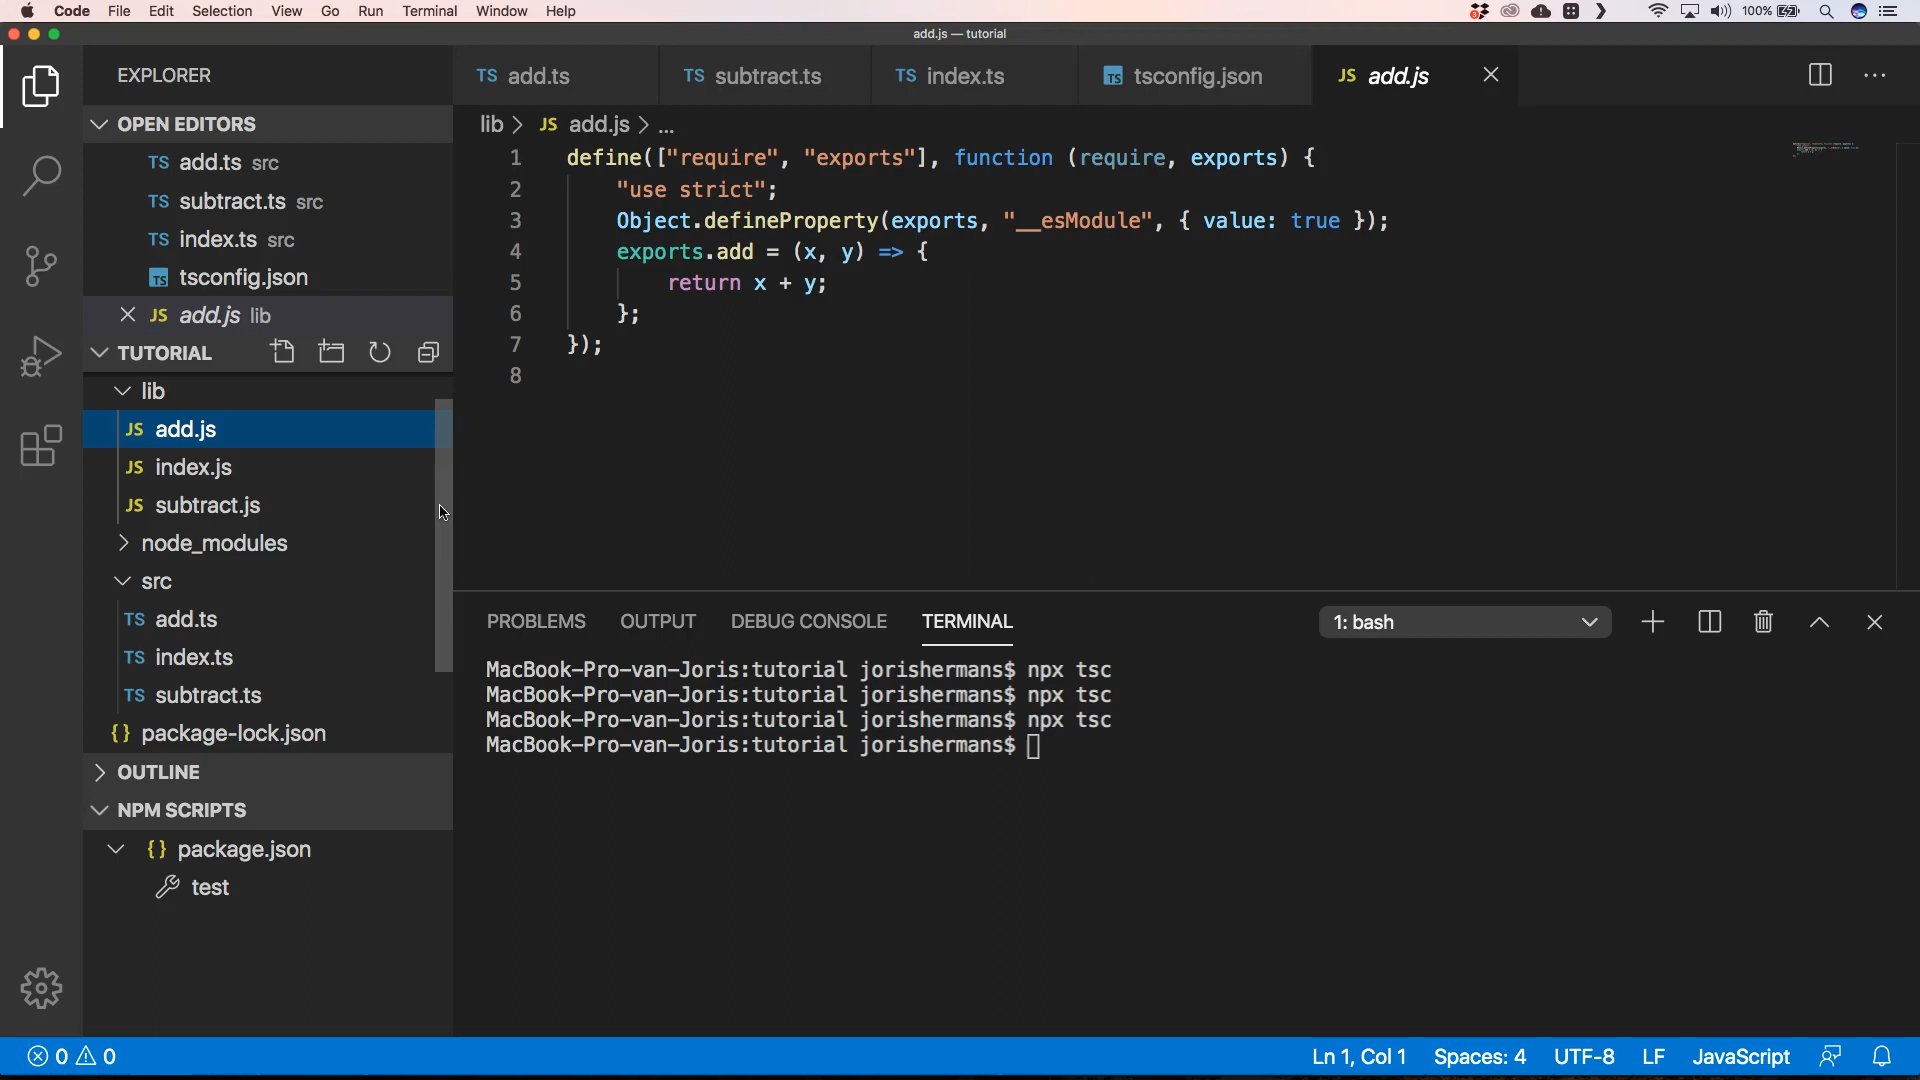 Code File Edit Selection View Go Run Terminal Window Help
3
100%
add.js — tutorial
EXPLORER
OPEN EDITORS
TS add.ts src
TS subtract.ts src
TS index.ts src
TS tsconfig.json
JS add.js lib
TUTORIAL
lib
JS add.js
JS index.js
JS subtract.js
node_modules
src
TS add.ts
TS index.ts
TS subtract.ts
{} package-lock.json
OUTLINE
NPM SCRIPTS
{} package.json
test
TS add.ts
TS subtract.ts
TS index.ts
TS tsconfig.json
JS add.js
lib > JS add.js > ...
1 define(["require", "exports"], function (require, exports) {
2 "use strict";
3 Object.defineProperty(exports, "__esModule", { value: true });
4 exports.add = (x, y) => {
5 return x + y;
6 };
7 });
8
PROBLEMS OUTPUT DEBUG CONSOLE TERMINAL
1: bash
MacBook-Pro-van-Joris:tutorial jorishermans$ npx tsc
MacBook-Pro-van-Joris:tutorial jorishermans$ npx tsc
MacBook-Pro-van-Joris:tutorial jorishermans$ npx tsc
MacBook-Pro-van-Joris:tutorial jorishermans$
0 0
Ln 1, Col 1 Spaces: 4 UTF-8 LF JavaScript